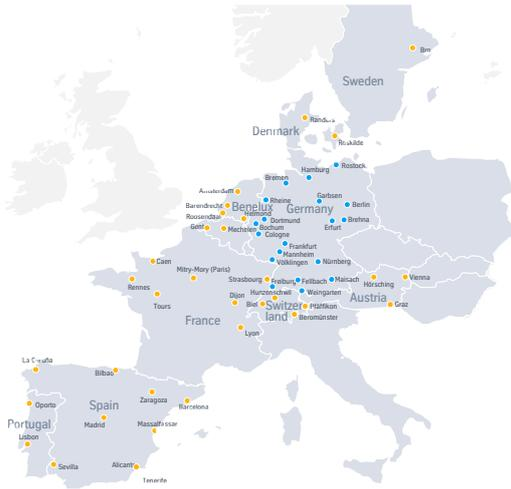 Bro
Sweden
Randers
Denmark
Roskilde
Hamburg
Rostock
Bremen
Amsterdam
Rheine
Garbsen
Barendrecht
Benelux
Germany
Berlin
Roosendaal
Helmond
Dortmund
Brehna
Gent
Mechelen
Bochum
Erfurt
Cologne
Frankfurt
Mannheim
Caen
Völklingen
Nürnberg
Mitry-Mory (Paris)
Rennes
Strasbourg
Freiburg
Fellbach
Maisach
Hörsching
Vienna
Tours
Dijon
Hunzenschwil
Weingarten
Austria
Biel
Switzer
land
Pfäffikon
Graz
Beromünster
France
Lyon
La Coruña
Bilbao
Oporto
Spain
Zaragoza
Barcelona
Portugal
Madrid
Massalfassar
Lisbon
Sevilla
Alicante
Tenerife